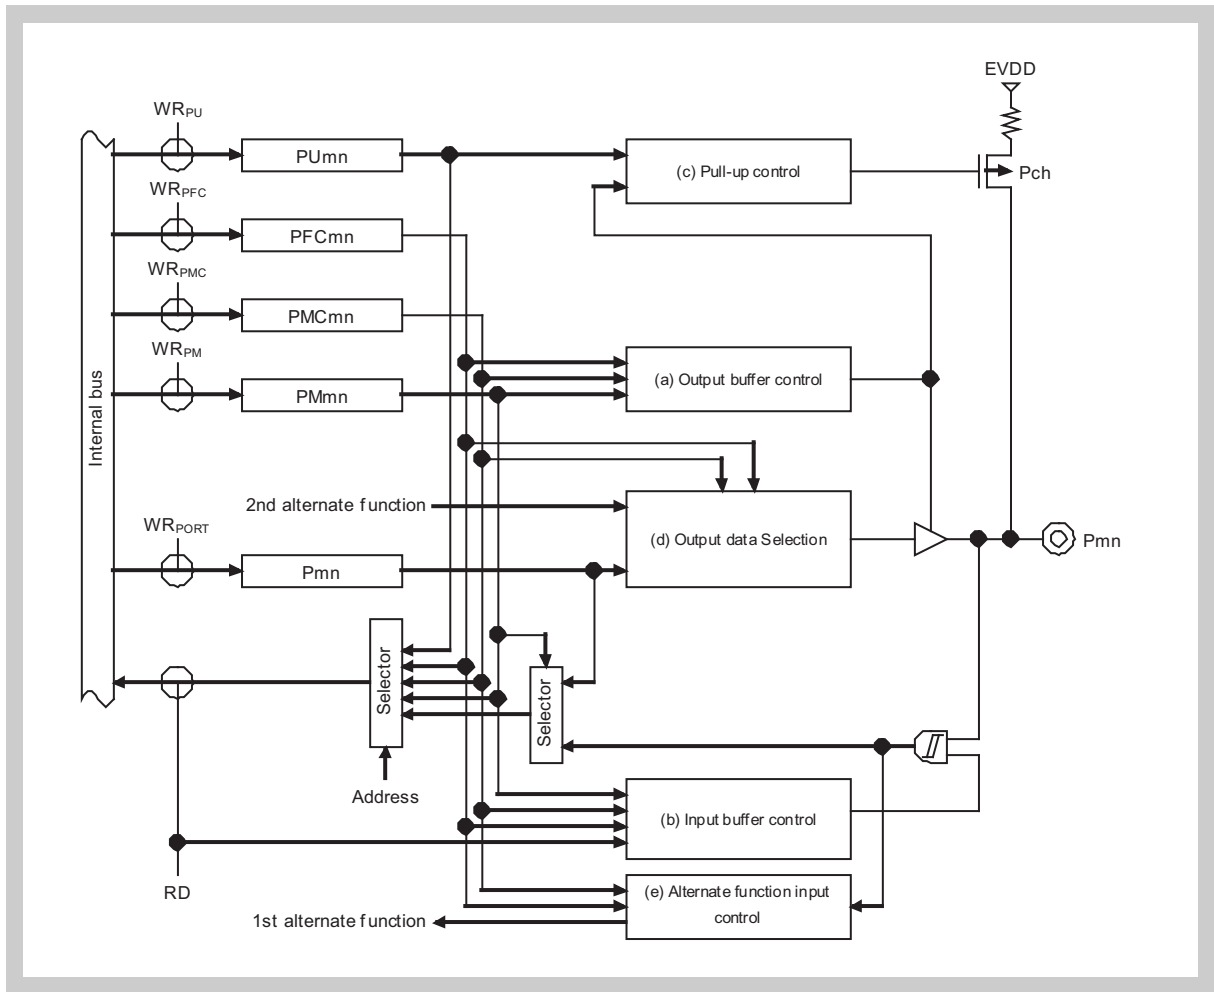 EVDD
WRPU
PUmn
(c) Pull-up control
Pch
WRPFC
PFCmn
WRPMC
PMCmn
WRPM
PMmn
(a) Output buffer control
Internal bus
2nd alternate function
WRPORT
(d) Output data Selection
Pmn
Pmn
Selector
Selector
Address
(b) Input buffer control
RD
(e) Alternate function input
control
1st alternate function